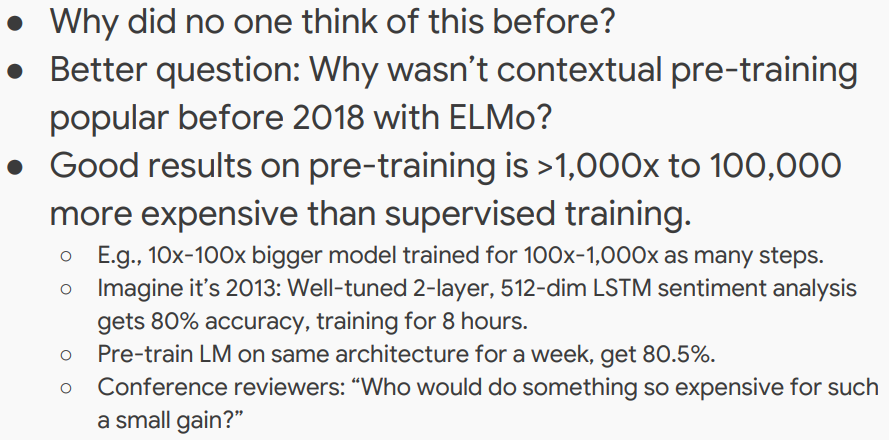 ● Why did no one think of this before?
● Better question: Why wasn't contextual pre-training
popular before 2018 with ELMo?
● Good results on pre-training is >1,000x to 100,000
more expensive than supervised training.
○ E.g., 10x-100x bigger model trained for 100x-1,000x as many steps.
○ Imagine it's 2013: Well-tuned 2-layer, 512-dim LSTM sentiment analysis
gets 80% accuracy, training for 8 hours.
○ Pre-train LM on same architecture for a week, get 80.5%.
○ Conference reviewers: “Who would do something so expensive for such
a small gain?”